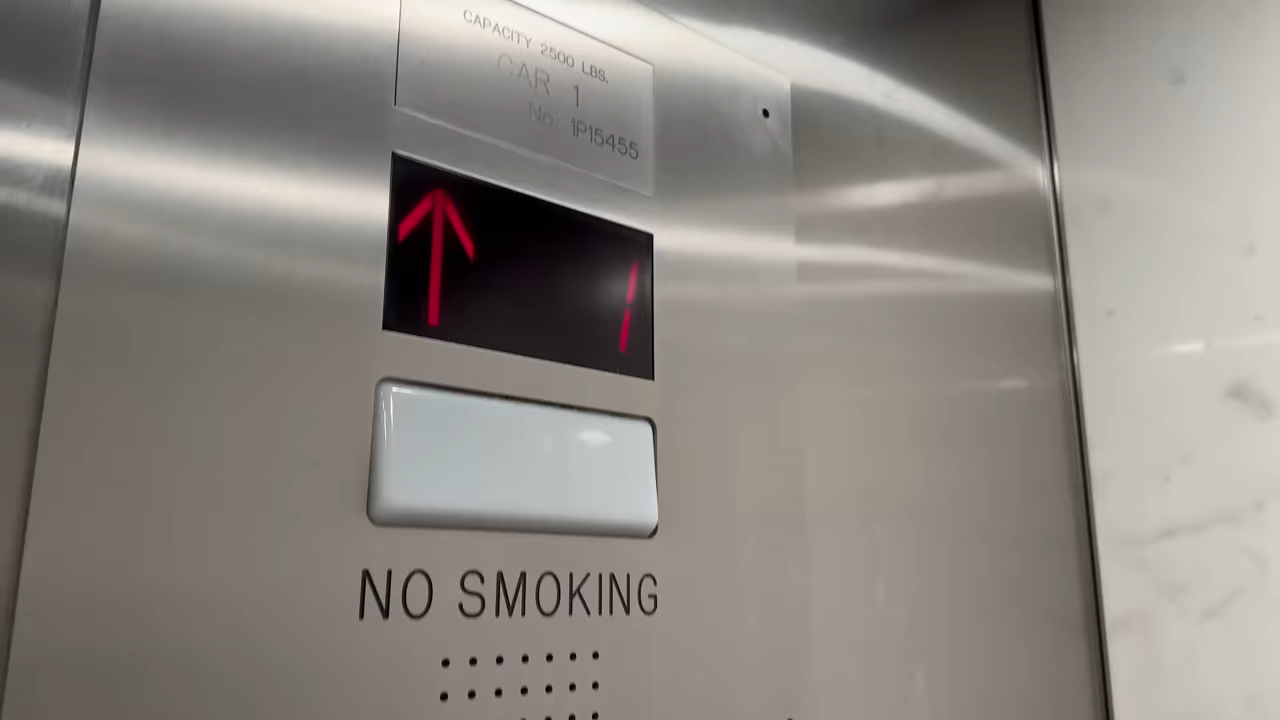 CAPACITY 2500 LBS.
CAR 1
No. 1P15455
↑ 1
NO SMOKING